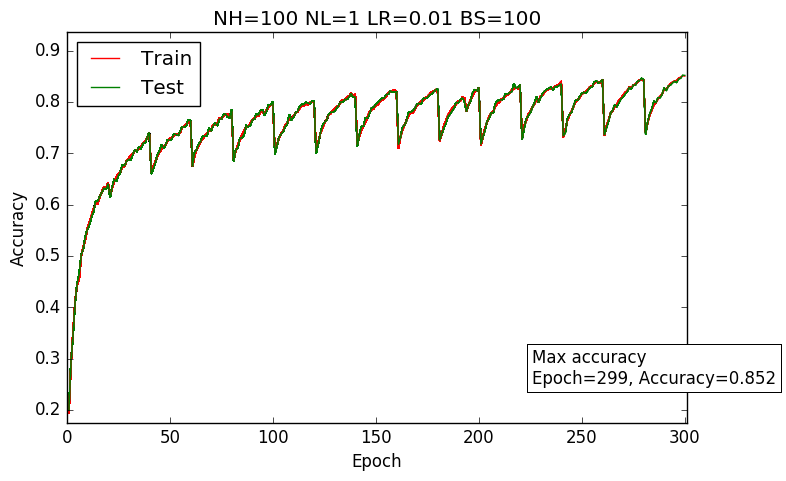 NH=100 NL=1 LR=0.01 BS=100
Train
Test
Accuracy
0.9
0.8
0.7
0.6
0.5
0.4
0.3
0.2
Max accuracy
Epoch=299, Accuracy=0.852
0 50 100 150 200 250 300
Epoch